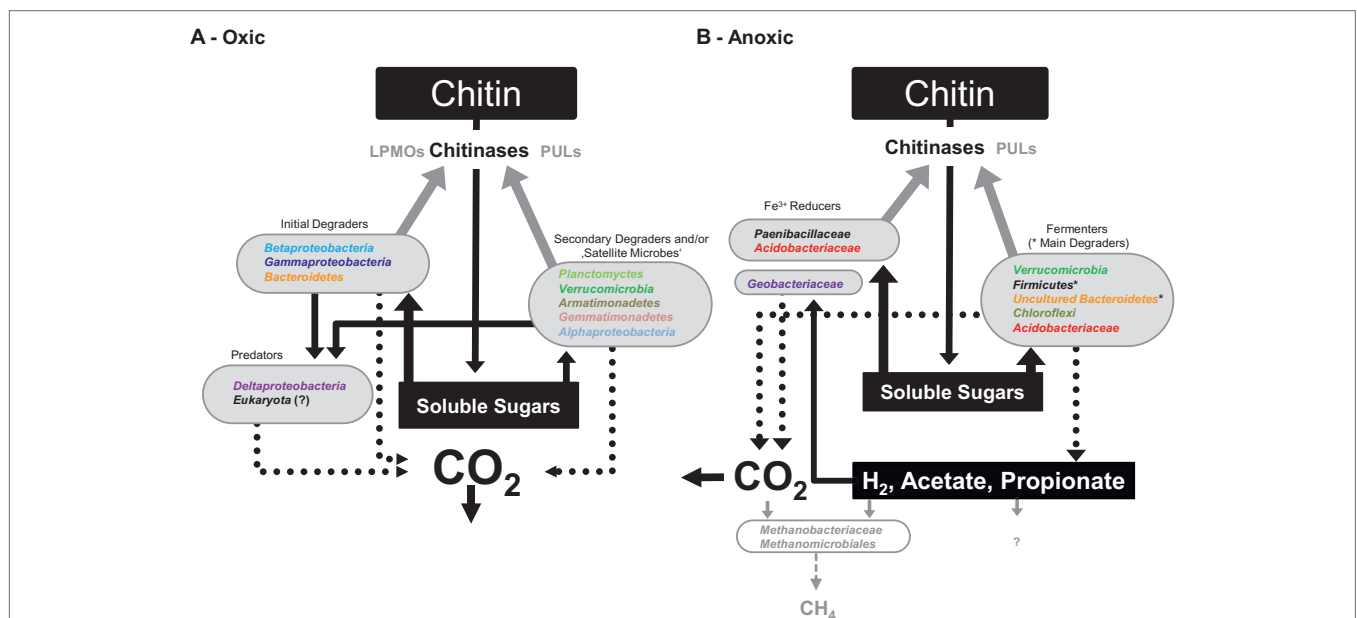 A - Oxic
Chitin
LPMOs Chitinases PULs
Initial Degraders
Betaproteobacteria
Gammaproteobacteria
Bacteroidetes
Secondary Degraders and/or
‚Satellite Microbes‘
Planctomyctes
Verrucomicrobia
Armatimonadetes
Gemmatimonadetes
Alphaproteobacteria
Predators
Deltaproteobacteria
Eukaryota (?)
Soluble Sugars
CO₂
B - Anoxic
Chitin
Chitinases PULs
Fe³⁺ Reducers
Paenibacillaceae
Acidobacteriaceae
Geobacteriaceae
Fermenters
(* Main Degraders)
Verrucomicrobia
Firmicutes*
Uncultured Bacteroidetes*
Chloroflexi
Acidobacteriaceae
Soluble Sugars
CO₂
H₂, Acetate, Propionate
Methanobacteriaceae
Methanomicrobiales
?
CH₄